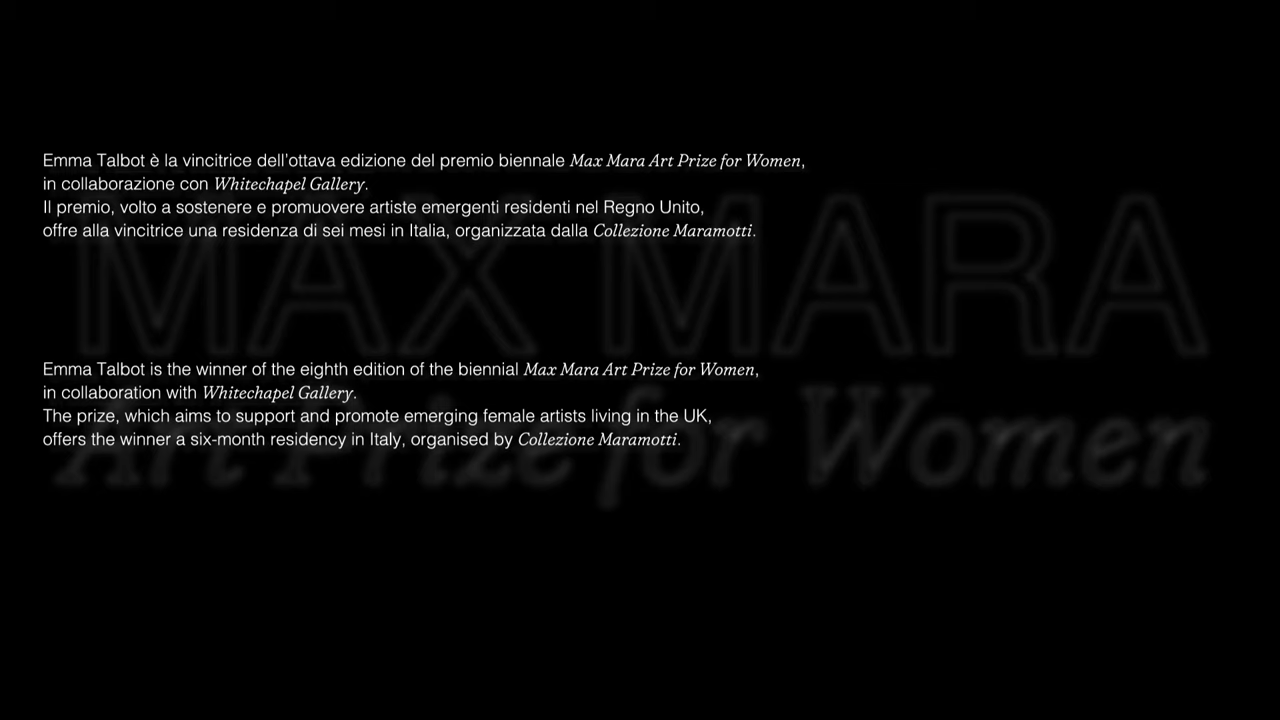 Emma Talbot è la vincitrice dell'ottava edizione del premio biennale Max Mara Art Prize for Women,
in collaborazione con Whitechapel Gallery.
Il premio, volto a sostenere e promuovere artiste emergenti residenti nel Regno Unito,
offre alla vincitrice una residenza di sei mesi in Italia, organizzata dalla Collezione Maramotti.
MAX MARA
Emma Talbot is the winner of the eighth edition of the biennial Max Mara Art Prize for Women,
in collaboration with Whitechapel Gallery.
The prize, which aims to support and promote emerging female artists living in the UK,
offers the winner a six-month residency in Italy, organised by Collezione Maramotti.
Art Prize for Women